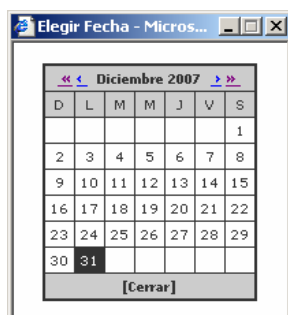 Elegir Fecha - Micros...
« < Diciembre 2007 > »
D L M M J V S
1
2 3 4 5 6 7 8
9 10 11 12 13 14 15
16 17 18 19 20 21 22
23 24 25 26 27 28 29
30 31
[Cerrar]